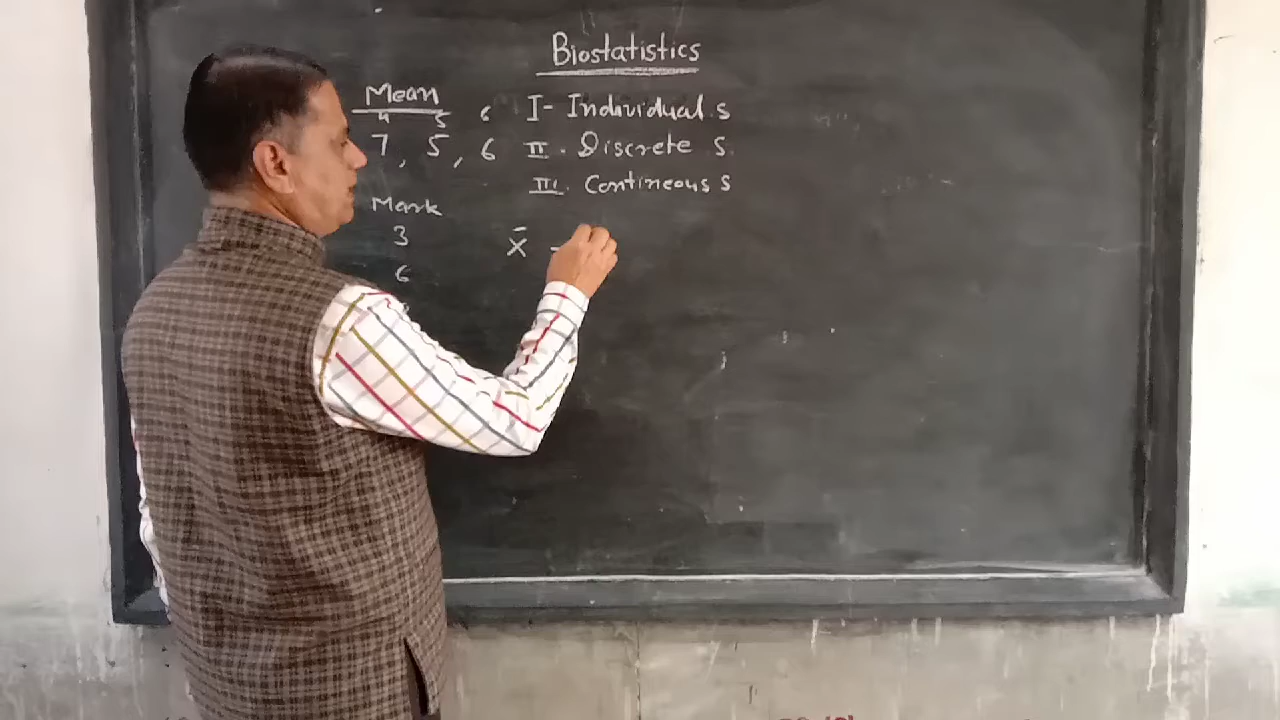 Biostatistics
Mean
4 5 6
7, 5, 6
I- Individual s
II. Discrete s.
III. Contineous s
Mark
3
6
x̄ -